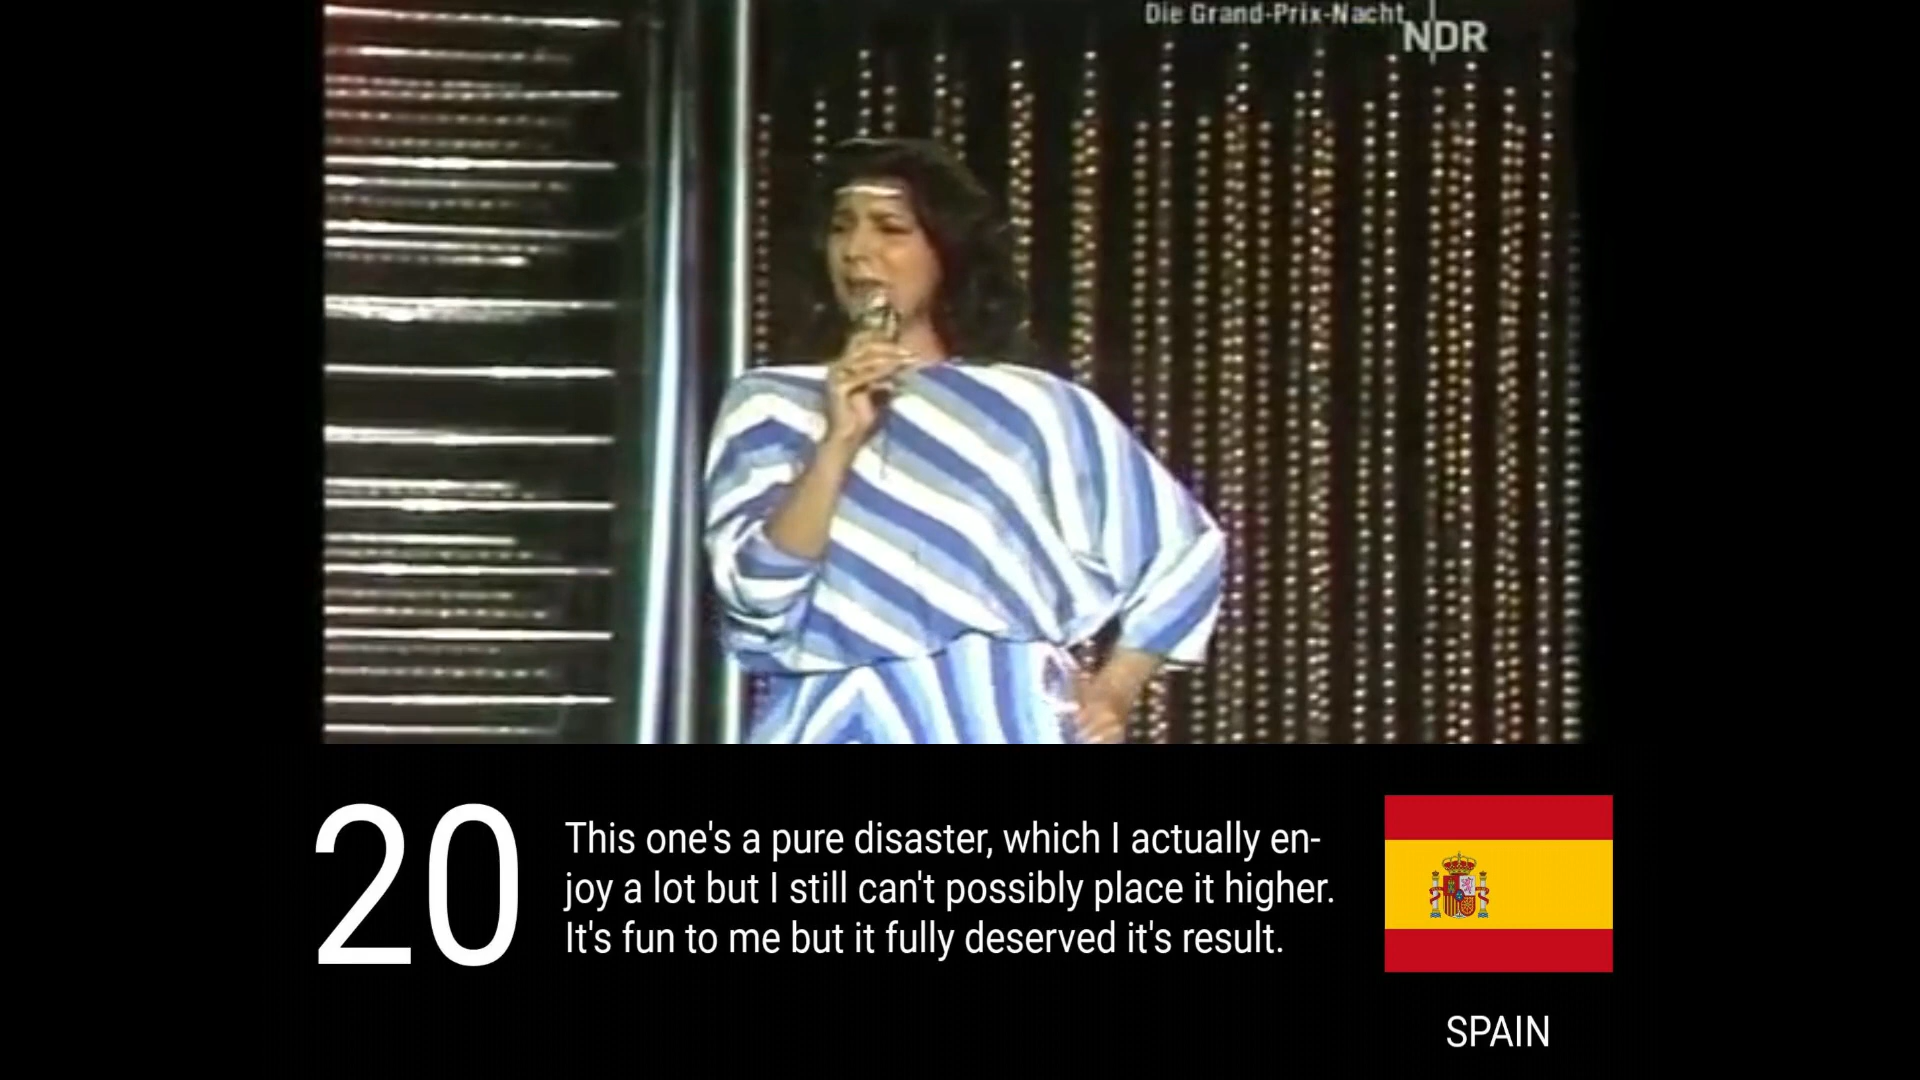 Die Grand-Prix-Nacht
NDR
20
This one's a pure disaster, which I actually en-
joy a lot but I still can't possibly place it higher.
It's fun to me but it fully deserved it's result.
SPAIN